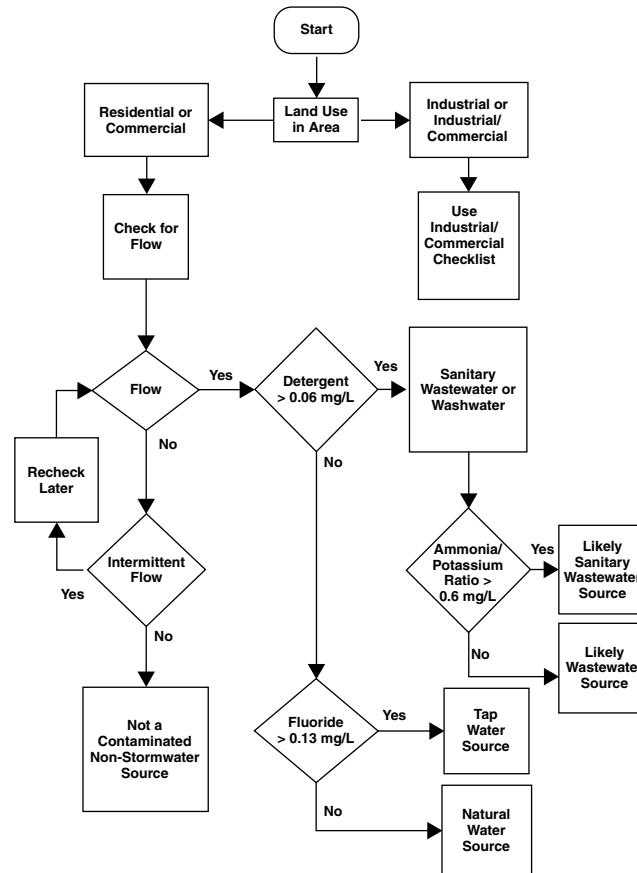 Start
Land Use
in Area
Residential or
Commercial
Industrial or
Industrial/
Commercial
Check for
Flow
Use
Industrial/
Commercial
Checklist
Flow
Yes
Detergent
> 0.06 mg/L
Yes
Sanitary
Wastewater or
Washwater
No
No
Recheck
Later
Intermittent
Flow
Yes
No
Ammonia/
Potassium
Ratio >
0.6 mg/L
Yes
Likely
Sanitary
Wastewater
Source
No
Likely
Wastewater
Source
Not a
Contaminated
Non-Stormwater
Source
Fluoride
> 0.13 mg/L
Yes
Tap
Water
Source
No
Natural
Water
Source